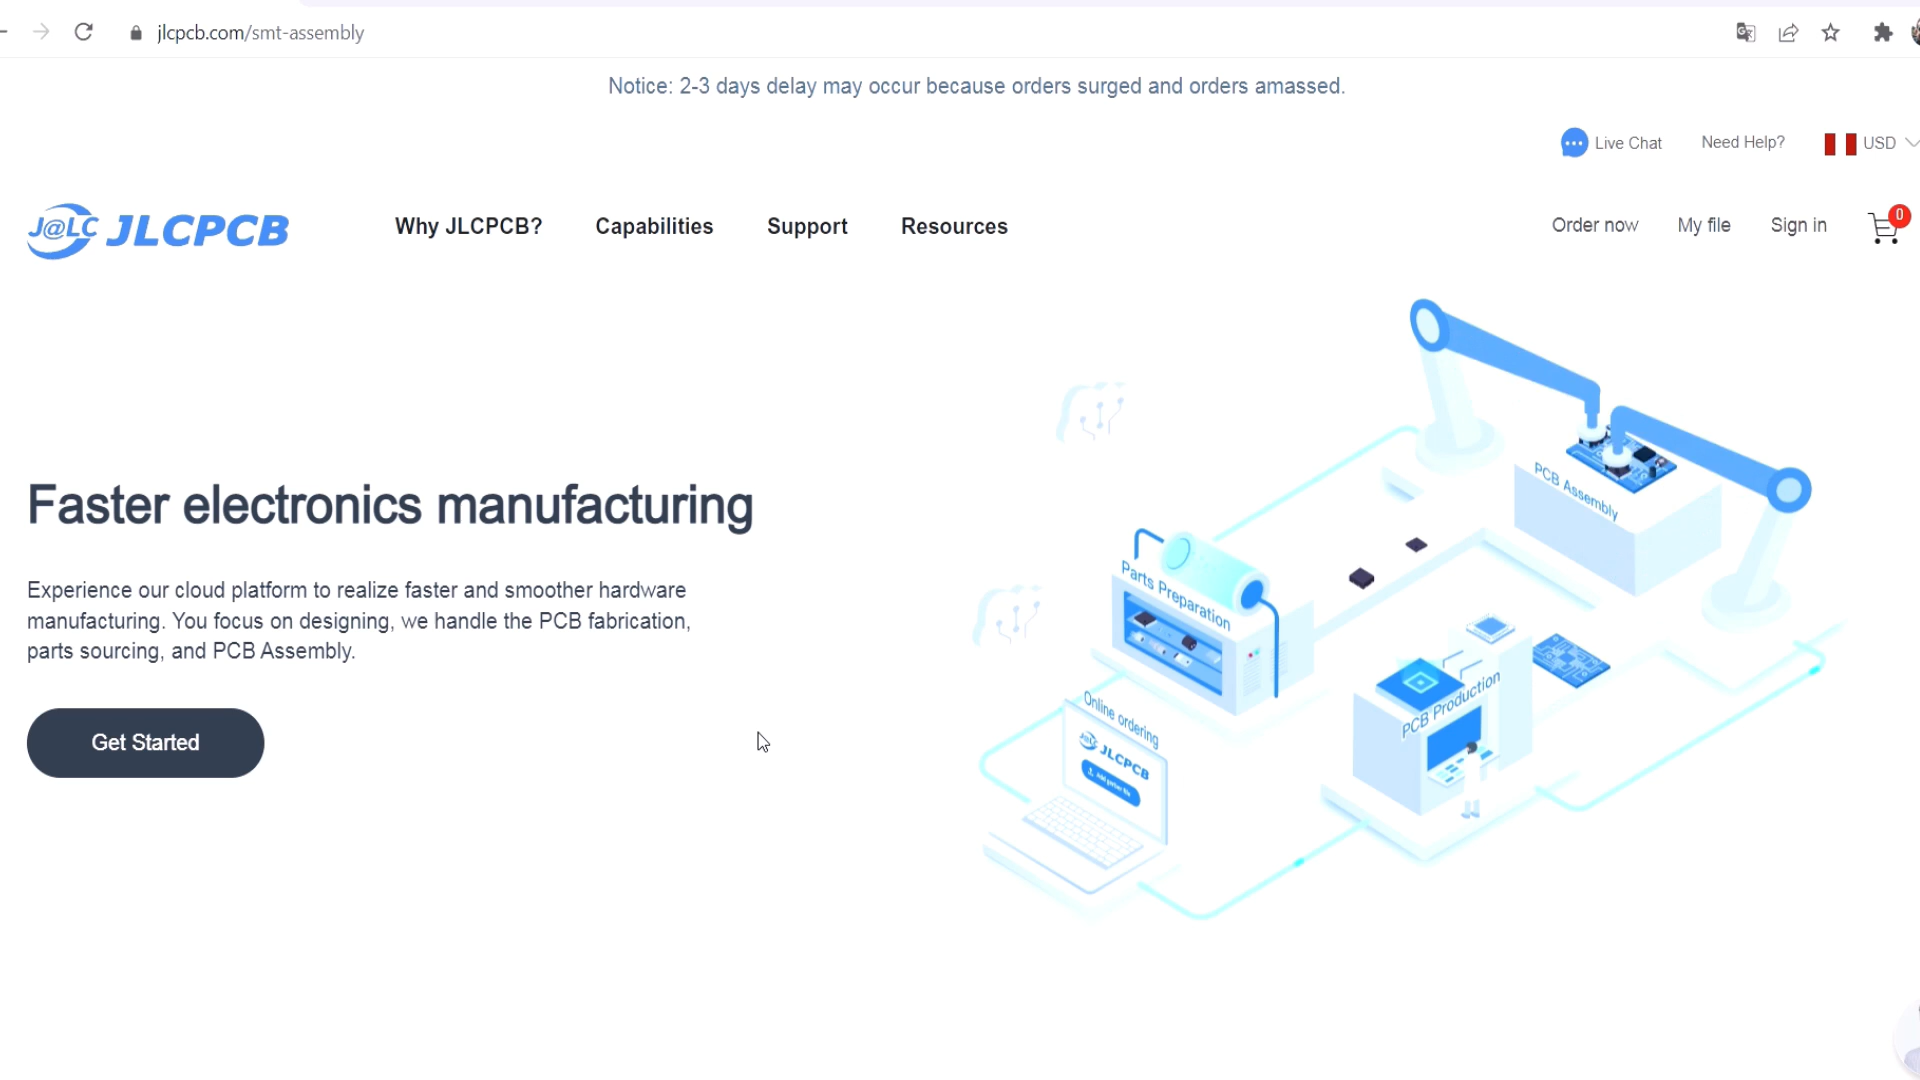 jlcpcb.com/smt-assembly
Notice: 2-3 days delay may occur because orders surged and orders amassed.
Live Chat
Need Help?
USD
J@LC JLCPCB
Why JLCPCB?
Capabilities
Support
Resources
Order now
My file
Sign in
0
PCB Assembly
Faster electronics manufacturing
Parts Preparation
Experience our cloud platform to realize faster and smoother hardware
manufacturing. You focus on designing, we handle the PCB fabrication,
parts sourcing, and PCB Assembly.
PCB Production
Online ordering
J@LC JLCPCB
Get Started